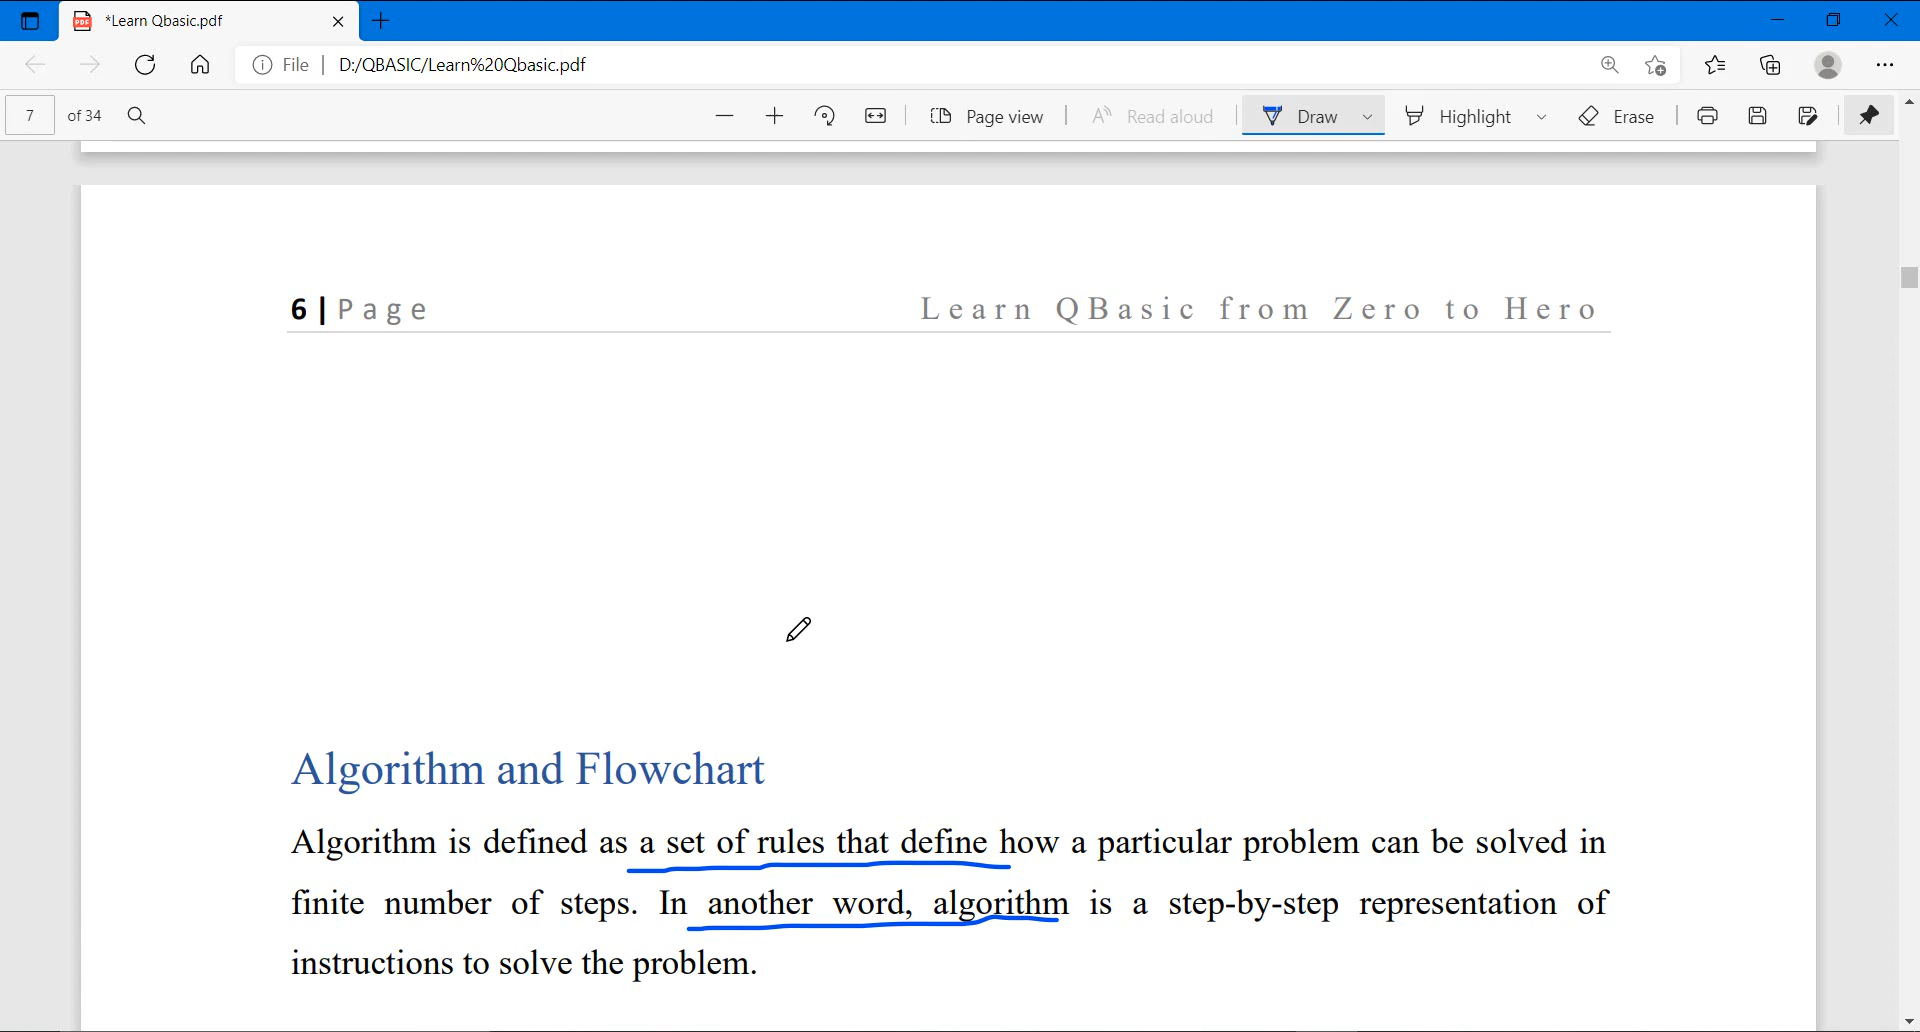 *Learn Qbasic.pdf
File | D:/QBASIC/Learn%20Qbasic.pdf
7 of 34 Page view Read aloud Draw Highlight Erase
6 | Page Learn QBasic from Zero to Hero
Algorithm and Flowchart
Algorithm is defined as a set of rules that define how a particular problem can be solved in
finite number of steps. In another word, algorithm is a step-by-step representation of
instructions to solve the problem.